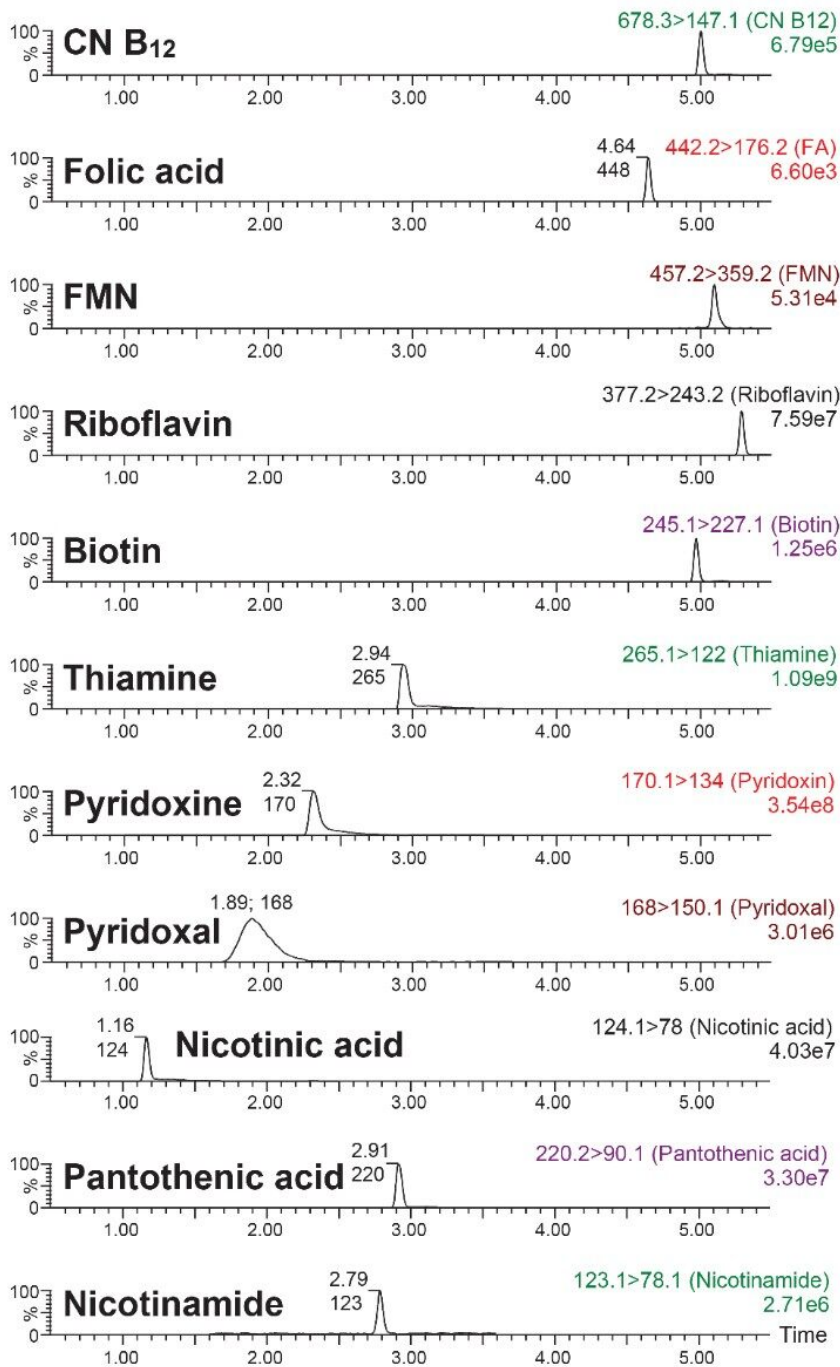 678.3>147.1 (CN B12)
6.79e5
CN B₁₂
100
%
0
1.00 2.00 3.00 4.00 5.00
4.64
448
442.2>176.2 (FA)
6.60e3
Folic acid
100
%
0
1.00 2.00 3.00 4.00 5.00
457.2>359.2 (FMN)
5.31e4
FMN
100
%
0
1.00 2.00 3.00 4.00 5.00
377.2>243.2 (Riboflavin)
7.59e7
Riboflavin
100
%
0
1.00 2.00 3.00 4.00 5.00
245.1>227.1 (Biotin)
1.25e6
Biotin
100
%
0
1.00 2.00 3.00 4.00 5.00
2.94
265
265.1>122 (Thiamine)
1.09e9
Thiamine
100
%
0
1.00 2.00 3.00 4.00 5.00
2.32
170
170.1>134 (Pyridoxin)
3.54e8
Pyridoxine
100
%
0
1.00 2.00 3.00 4.00 5.00
1.89; 168
168>150.1 (Pyridoxal)
3.01e6
Pyridoxal
100
%
0
1.00 2.00 3.00 4.00 5.00
1.16
124
124.1>78 (Nicotinic acid)
4.03e7
Nicotinic acid
100
%
0
1.00 2.00 3.00 4.00 5.00
2.91
220
220.2>90.1 (Pantothenic acid)
3.30e7
Pantothenic acid
100
%
0
1.00 2.00 3.00 4.00 5.00
2.79
123
123.1>78.1 (Nicotinamide)
2.71e6
Nicotinamide
100
%
0
Time
1.00 2.00 3.00 4.00 5.00